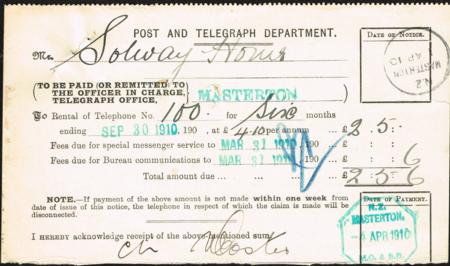 POST AND TELEGRAPH DEPARTMENT.
DATE OF NOTICE.
Mr. Solway Home
N.Z.
MASTERTON
AP 10
TO BE PAID (OR REMITTED) TO
THE OFFICER IN CHARGE,
TELEGRAPH OFFICE,
MASTERTON
To Rental of Telephone No. 100. for Six months
ending SEP 30 1910, 190 , at £4.10 per annum ... £ 2 : 5 : -
Fees due for special messenger service to MAR 31 1910, 190 ... £ : :
Fees due for Bureau communications to MAR 31 1910, 190 ... £ : : 6
Total amount due ... £ 2 : 5 : 6
NOTE.—If payment of the above amount is not made within one week from
date of issue of this notice, the telephone in respect of which the claim is made will be
disconnected.
DATE OF PAYMENT.
N.Z.
MASTERTON,
4 APR 1910
M.O. & S.B.
I HEREBY acknowledge receipt of the above-mentioned sum.